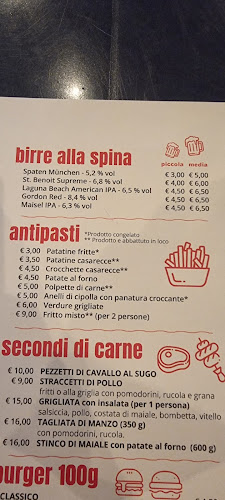 birre alla spina
piccola media
Spaten München - 5,2 % vol € 3,00 € 5,00
St. Benoit Supreme - 6,8 % vol € 4,00 € 6,00
Laguna Beach American IPA - 6,5 % vol € 4,50 € 6,50
Gordon Red - 8,4 % vol € 4,50 € 6,50
Maisel IPA - 6,3 % vol € 4,50 € 6,50
antipasti *Prodotto congelato
** Prodotto e abbattuto in loco
€ 3,00 Patatine fritte*
€ 3,50 Patatine casarecce**
€ 4,50 Crocchette casarecce**
€ 4,50 Patate al forno
€ 5,00 Polpette di carne**
€ 5,00 Anelli di cipolla con panatura croccante*
€ 6,00 Verdure grigliate
€ 9,00 Fritto misto** (per 2 persone)
secondi di carne
€ 10,00 PEZZETTI DI CAVALLO AL SUGO
€ 9,00 STRACCETTI DI POLLO
fritti o alla griglia con pomodorini, rucola e grana
€ 15,00 GRIGLIATA con insalata (per 1 persona)
salsiccia, pollo, costata di maiale, bombetta, vitello
€ 16,00 TAGLIATA DI MANZO (350 g)
con pomodorini, rucola.
€ 16,00 STINCO DI MAIALE con patate al forno (600 g)
burger 100g
CLASSICO